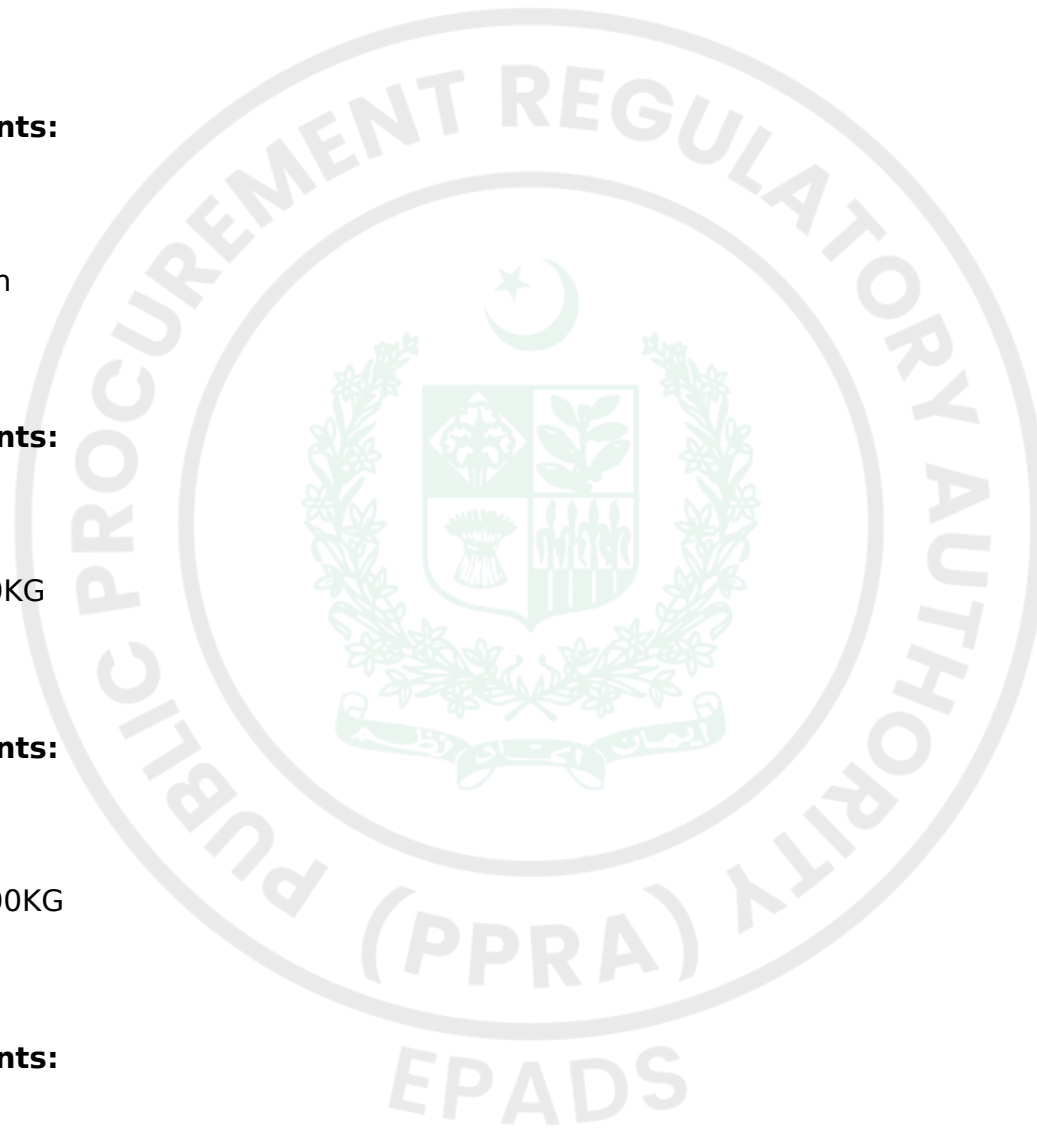 nts:
n
nts:
0KG
nts:
00KG
nts:
PUBLIC PROCUREMENT REGULATORY AUTHORITY
(PPRA)
EPADS